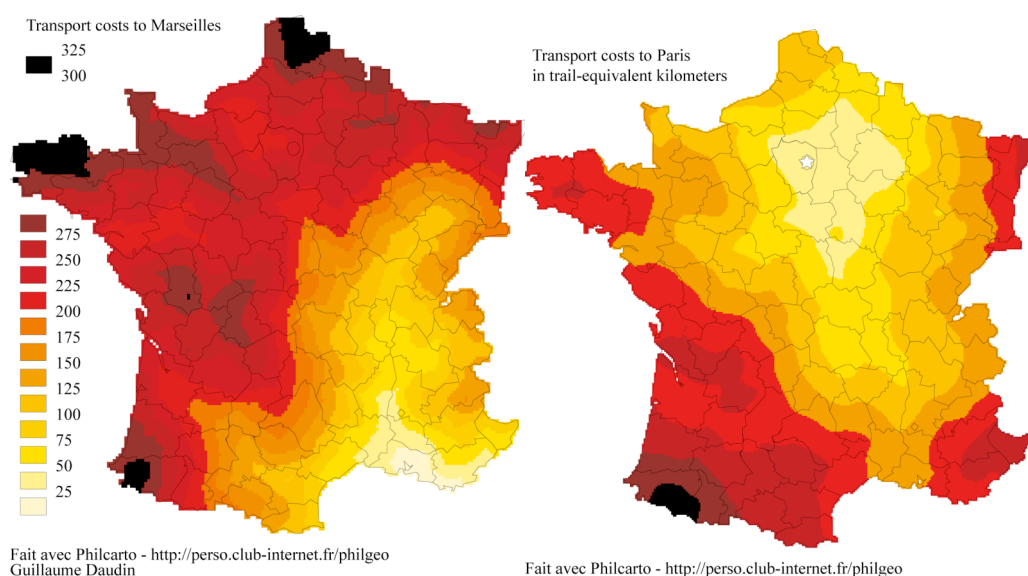 Transport costs to Marseilles
325
300
275
250
225
200
175
150
125
100
75
50
25
Fait avec Philcarto - http://perso.club-internet.fr/philgeo
Guillaume Daudin
Transport costs to Paris
in trail-equivalent kilometers
Fait avec Philcarto - http://perso.club-internet.fr/philgeo